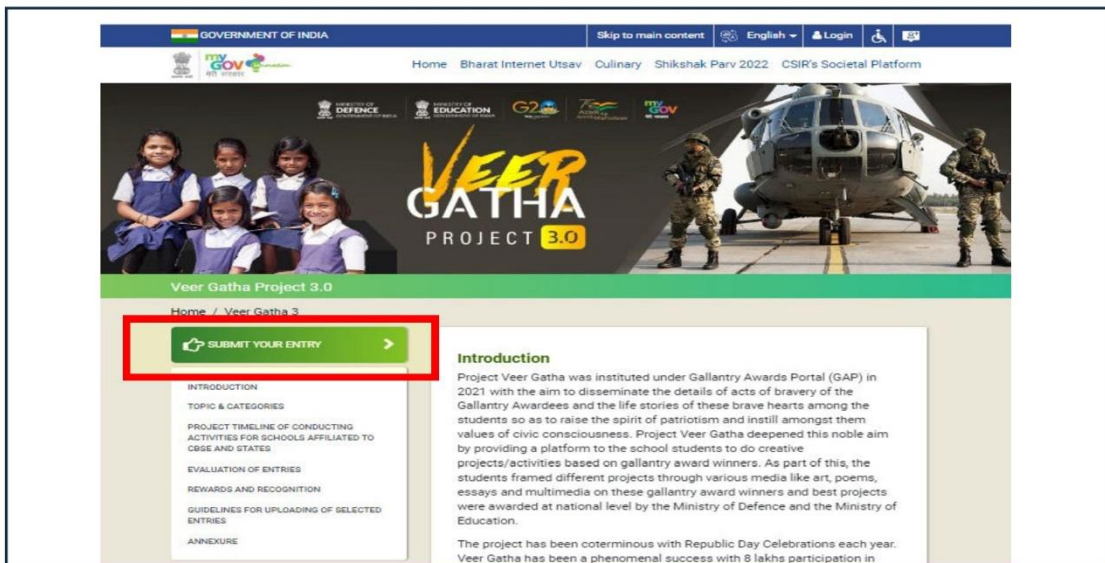 GOVERNMENT OF INDIA
Skip to main content
English
Login
my
GOV
मेरी सरकार
Home Bharat Internet Utsav Culinary Shikshak Parv 2022 CSIR's Societal Platform
MINISTRY OF
DEFENCE
MINISTRY OF
EDUCATION
G20
my
GOV
VEER
GATHA
PROJECT 3.0
Veer Gatha Project 3.0
Home / Veer Gatha 3
SUBMIT YOUR ENTRY
INTRODUCTION
TOPIC & CATEGORIES
PROJECT TIMELINE OF CONDUCTING
ACTIVITIES FOR SCHOOLS AFFILIATED TO
CBSE AND STATES
EVALUATION OF ENTRIES
REWARDS AND RECOGNITION
GUIDELINES FOR UPLOADING OF SELECTED
ENTRIES
ANNEXURE
Introduction
Project Veer Gatha was instituted under Gallantry Awards Portal (GAP) in
2021 with the aim to disseminate the details of acts of bravery of the
Gallantry Awardees and the life stories of these brave hearts among the
students so as to raise the spirit of patriotism and instill amongst them
values of civic consciousness. Project Veer Gatha deepened this noble aim
by providing a platform to the school students to do creative
projects/activities based on gallantry award winners. As part of this, the
students framed different projects through various media like art, poems,
essays and multimedia on these gallantry award winners and best projects
were awarded at national level by the Ministry of Defence and the Ministry of
Education.
The project has been coterminous with Republic Day Celebrations each year.
Veer Gatha has been a phenomenal success with 8 lakhs participation in